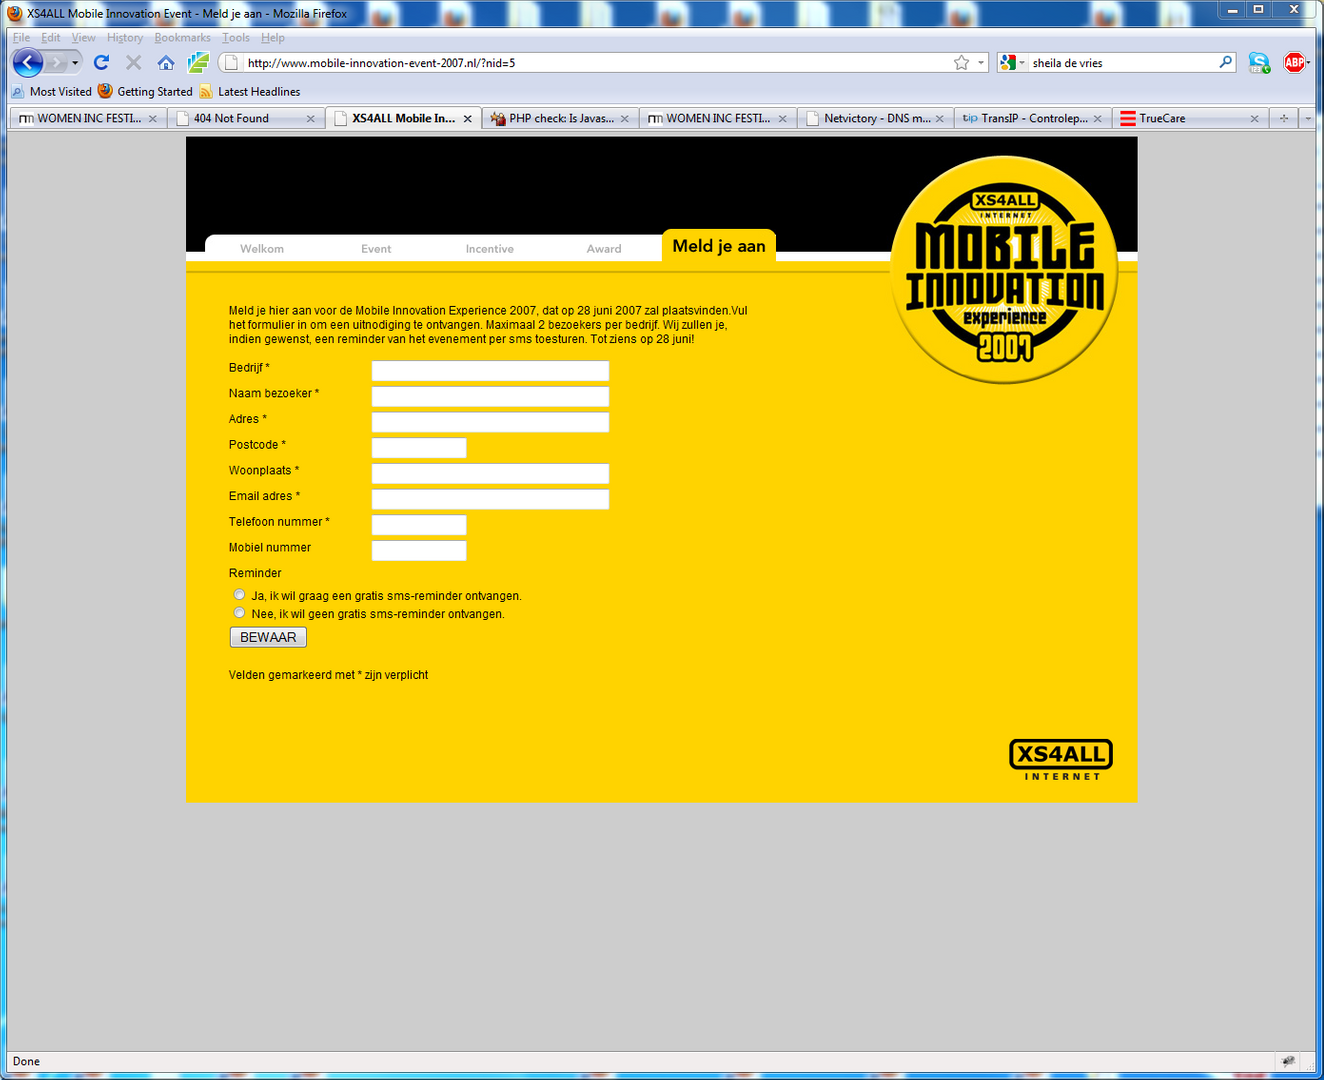 XS4ALL Mobile Innovation Event - Meld je aan - Mozilla Firefox
File Edit View History Bookmarks Tools Help
http://www.mobile-innovation-event-2007.nl/?nid=5
sheila de vries
ABP
Most Visited Getting Started Latest Headlines
WOMEN INC FESTI... 404 Not Found XS4ALL Mobile In... PHP check: Is Javas... WOMEN INC FESTI... Netvictory - DNS m... tip TransIP - Controlep... TrueCare
Welkom Event Incentive Award Meld je aan
XS4ALL
INTERNET
MOBILE
INNOVATION
experience
2007
Meld je hier aan voor de Mobile Innovation Experience 2007, dat op 28 juni 2007 zal plaatsvinden.Vul
het formulier in om een uitnodiging te ontvangen. Maximaal 2 bezoekers per bedrijf. Wij zullen je,
indien gewenst, een reminder van het evenement per sms toesturen. Tot ziens op 28 juni!
Bedrijf *
Naam bezoeker *
Adres *
Postcode *
Woonplaats *
Email adres *
Telefoon nummer *
Mobiel nummer
Reminder
Ja, ik wil graag een gratis sms-reminder ontvangen.
Nee, ik wil geen gratis sms-reminder ontvangen.
BEWAAR
Velden gemarkeerd met * zijn verplicht
XS4ALL
INTERNET
Done